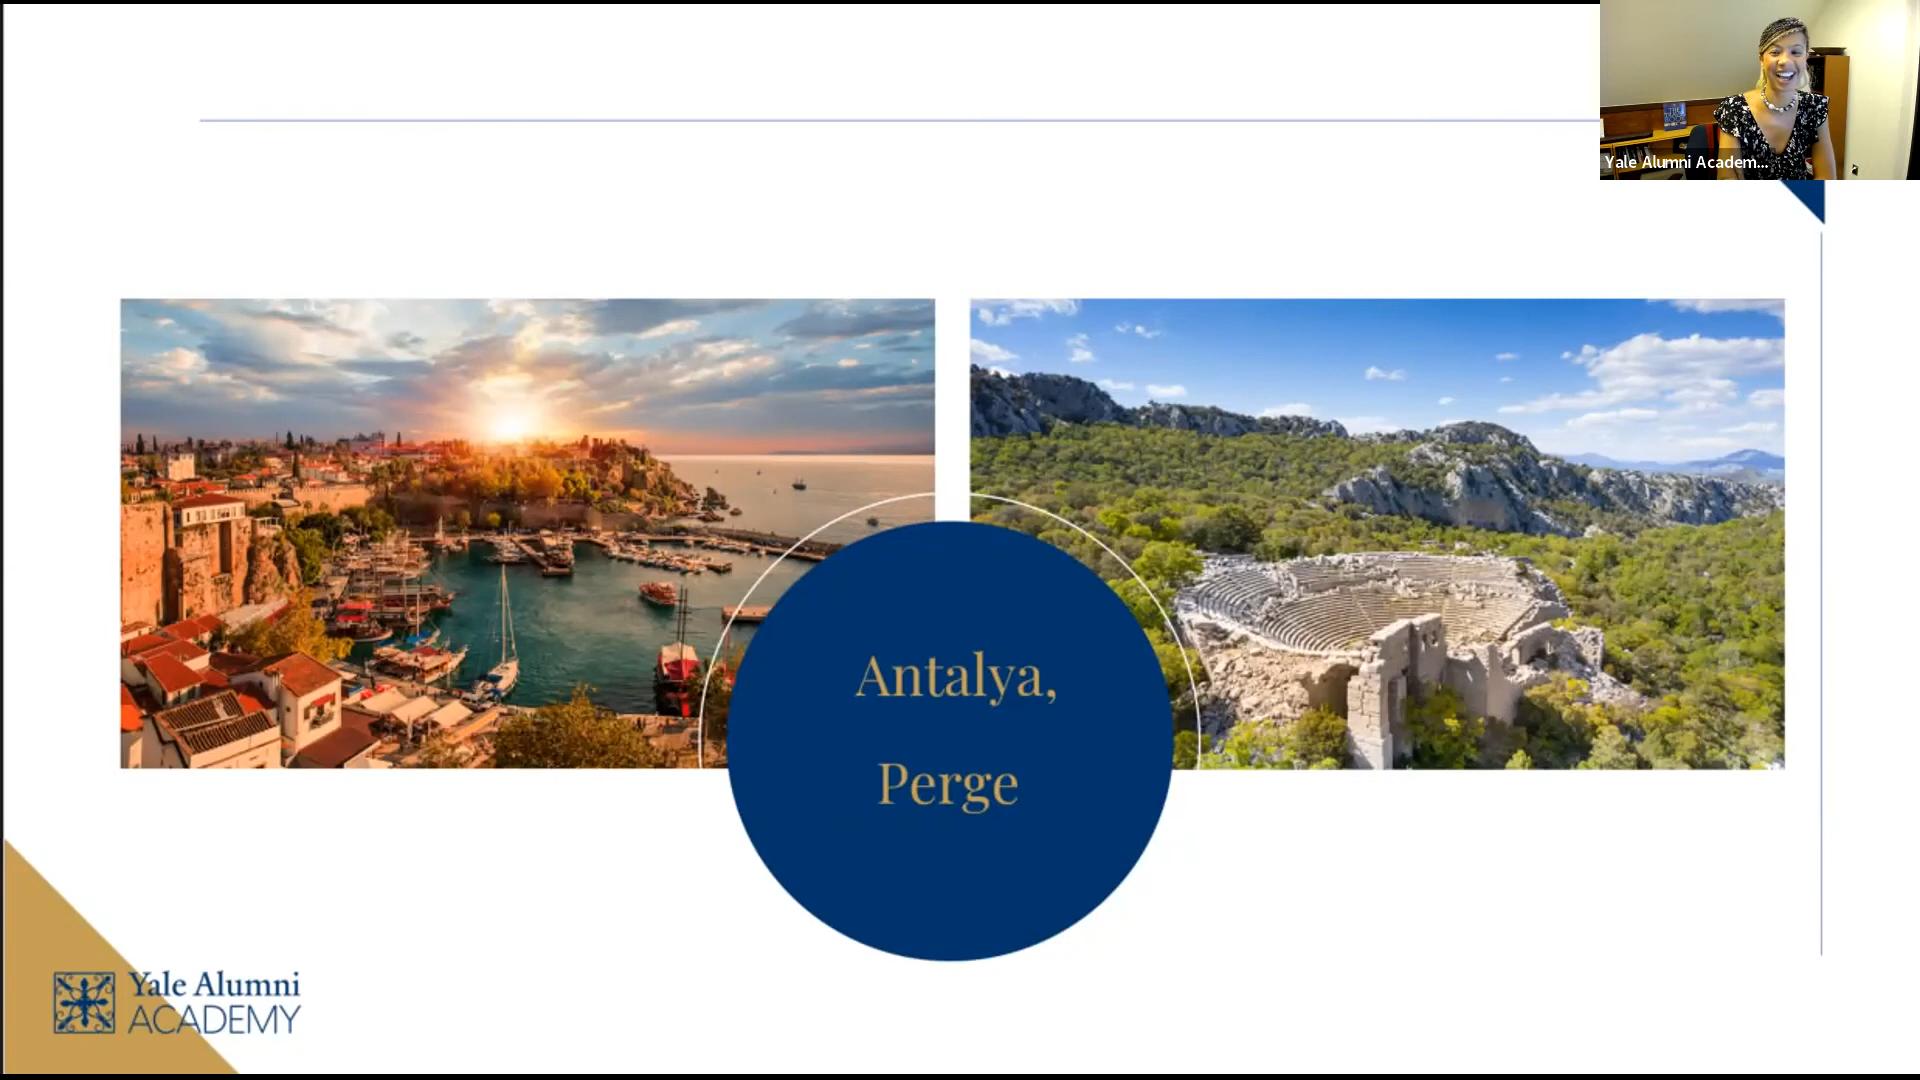 Yale Alumni Academ...
Antalya,
Perge
Yale Alumni
ACADEMY